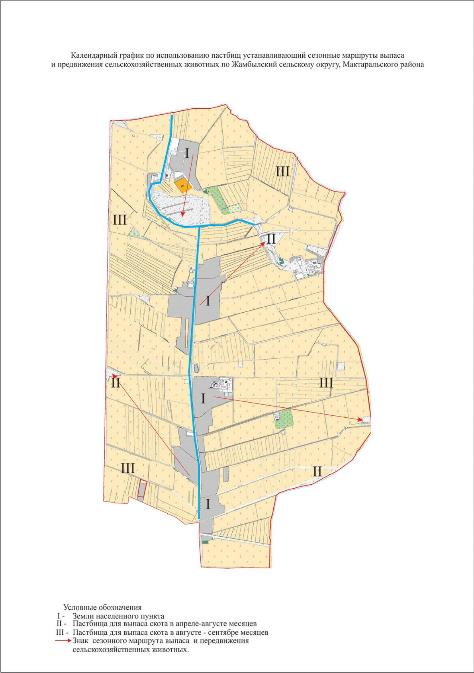 Календарный график по использованию пастбищ устанавливающий сезонные маршруты выпаса
и предвижения сельскохозяйственных животных по Жамбылский сельскому округу, Мактаральского района
I
III
III
II
I
II
I
III
III
II
I
Условные обозначения
I - Земли населенного пункта
II - Пастбища для выпаса скота в апреле-августе месяцев
III - Пастбища для выпаса скота в августе - сентябре месяцев
Знак сезонного маршрута выпаса и передвижения
сельскохозяйственных животных.